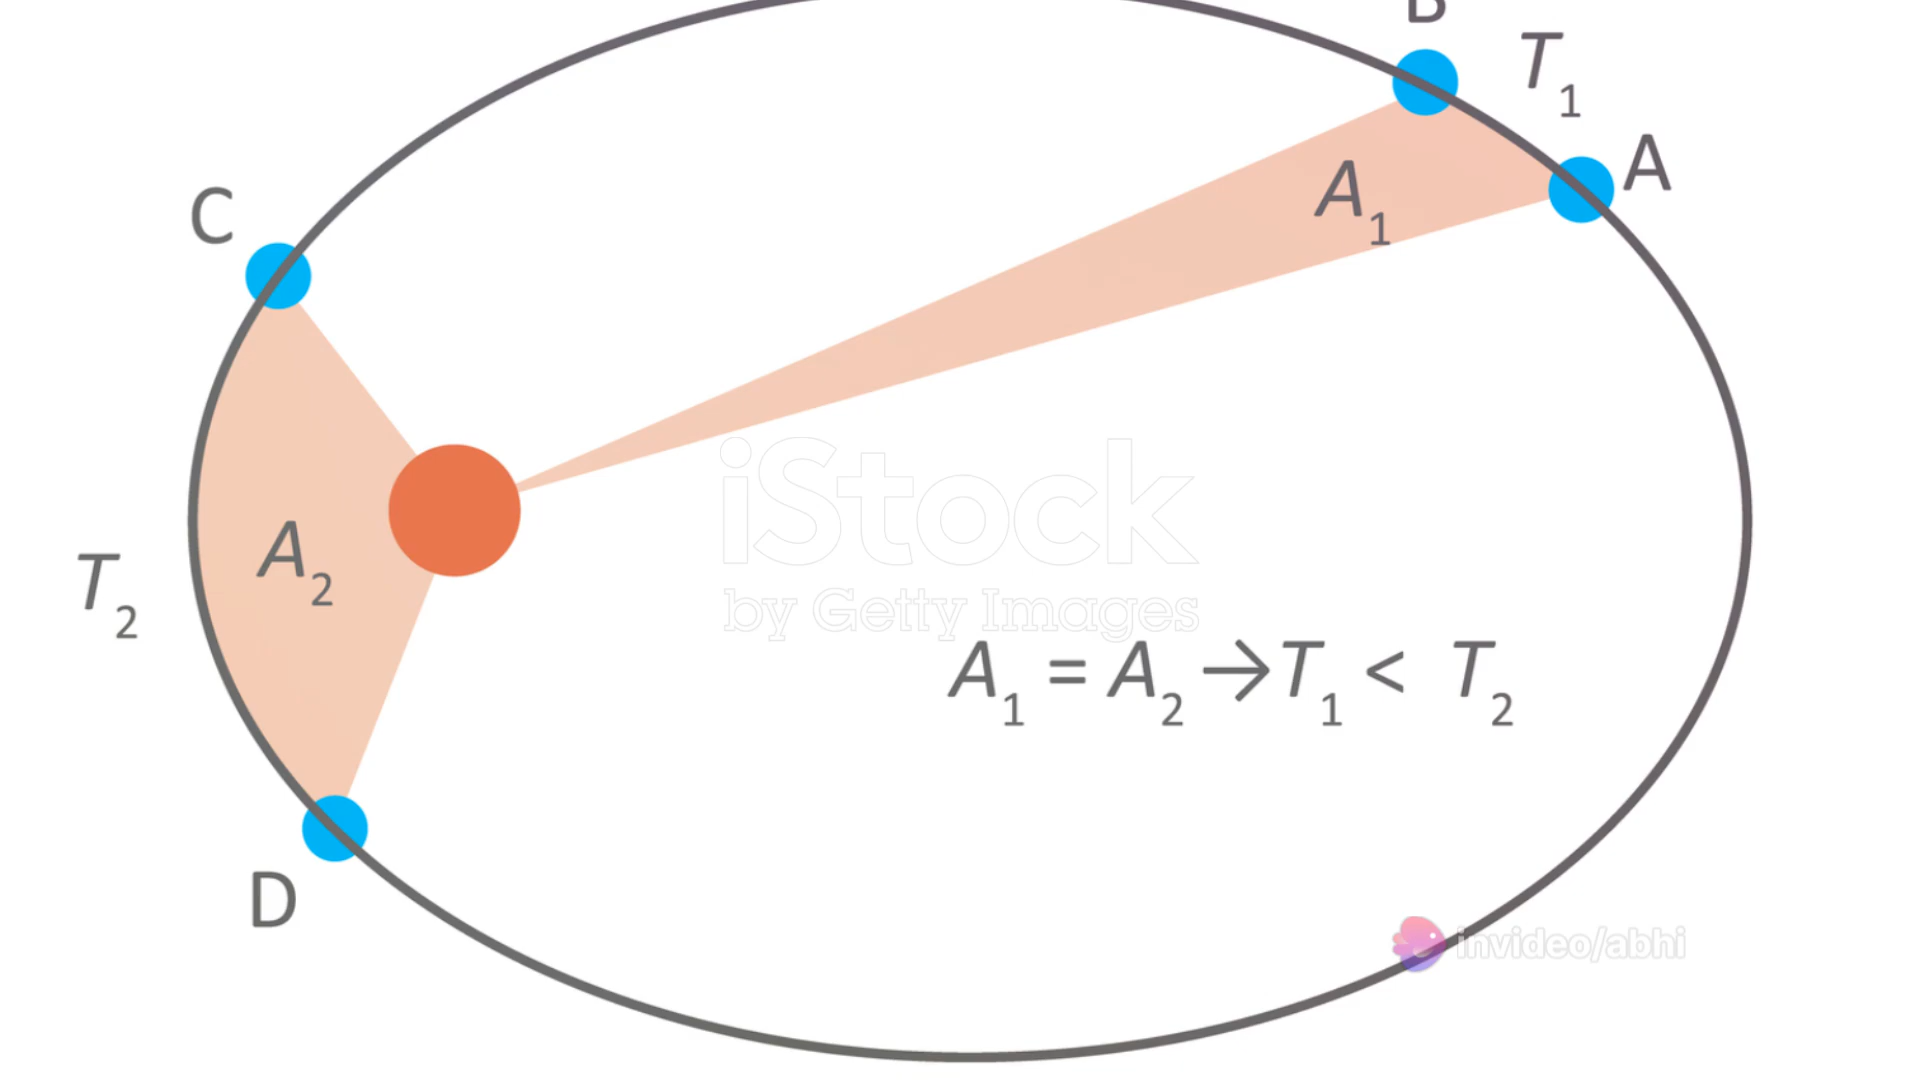 B
T1
A
A1
C
iStock
by Getty Images
A2
T2
A1 = A2 →T1 < T2
D
invideo/abhi